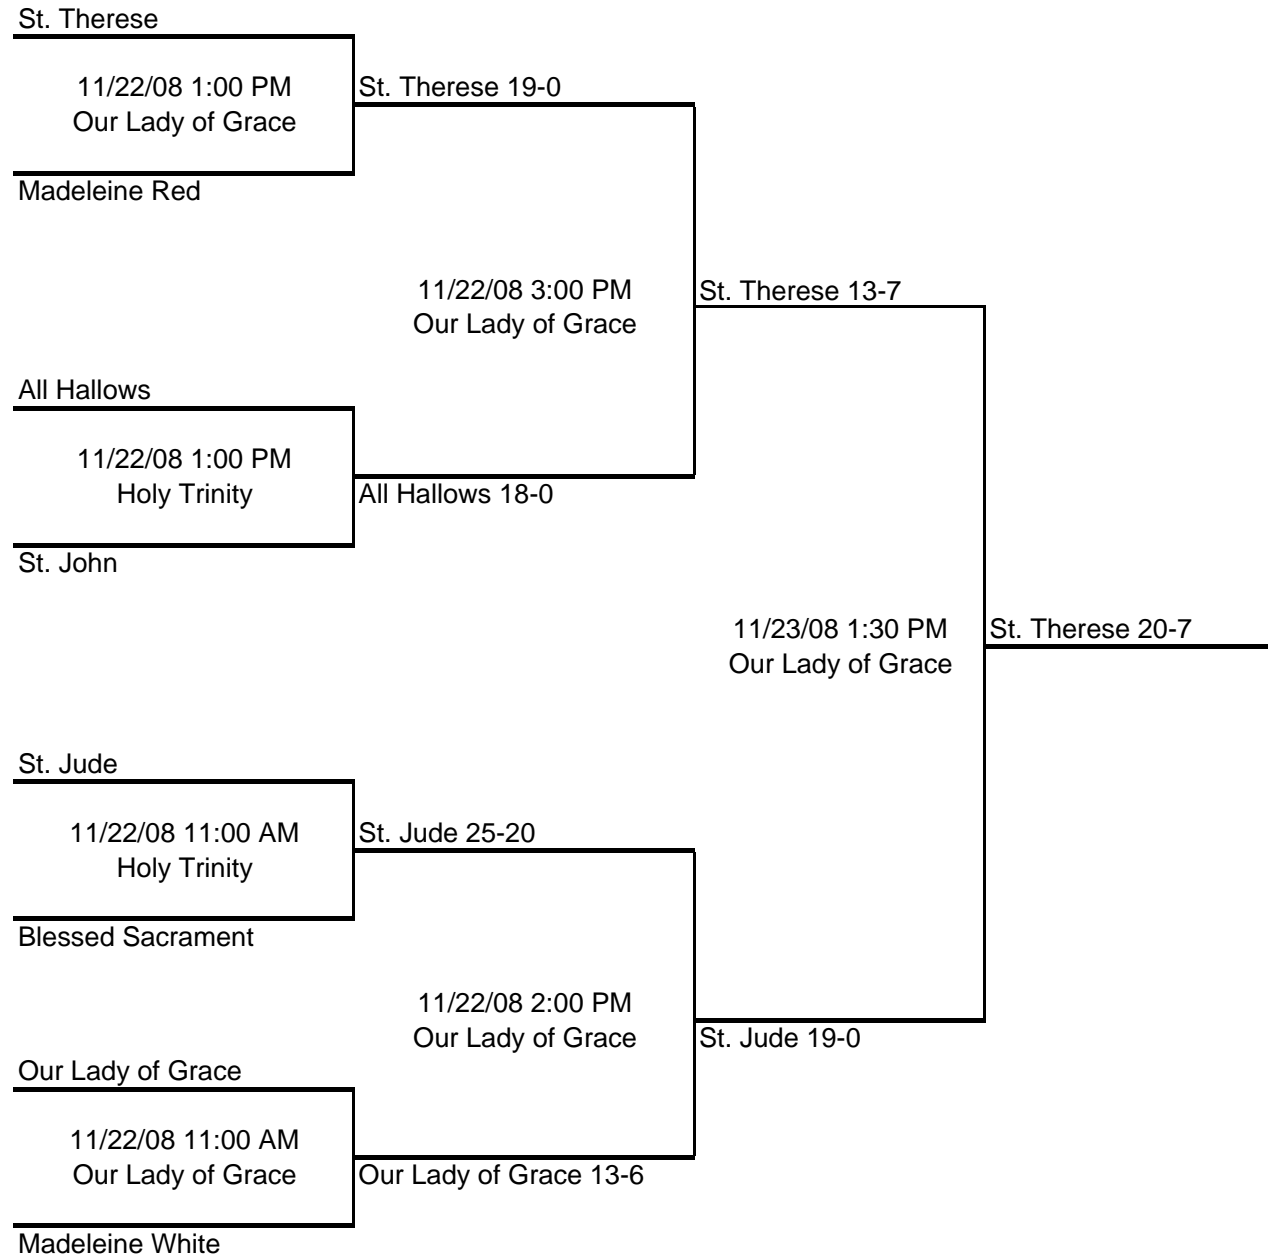 St. Therese
11/22/08 1:00 PM
Our Lady of Grace
St. Therese 19-0
Madeleine Red
11/22/08 3:00 PM
Our Lady of Grace
St. Therese 13-7
All Hallows
11/22/08 1:00 PM
Holy Trinity
All Hallows 18-0
St. John
11/23/08 1:30 PM
Our Lady of Grace
St. Therese 20-7
St. Jude
11/22/08 11:00 AM
Holy Trinity
St. Jude 25-20
Blessed Sacrament
11/22/08 2:00 PM
Our Lady of Grace
St. Jude 19-0
Our Lady of Grace
11/22/08 11:00 AM
Our Lady of Grace
Our Lady of Grace 13-6
Madeleine White